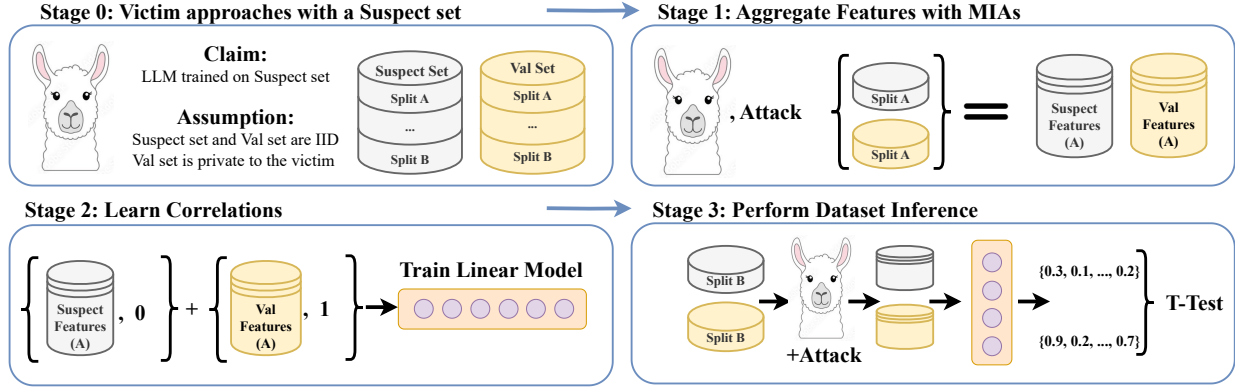 Stage 0: Victim approaches with a Suspect set
Claim:
LLM trained on Suspect set
Assumption:
Suspect set and Val set are IID
Val set is private to the victim
Suspect Set
Split A
...
Split B
Val Set
Split A
...
Split B
Stage 1: Aggregate Features with MIAs
, Attack
{
Split A
Split A
}
=
Suspect
Features
(A)
Val
Features
(A)
Stage 2: Learn Correlations
{
Suspect
Features
(A)
, 0
}
+
{
Val
Features
(A)
, 1
}
Train Linear Model
Stage 3: Perform Dataset Inference
Split B
Split B
+Attack
{0.3, 0.1, ..., 0.2}
{0.9, 0.2, ..., 0.7}
}
T-Test